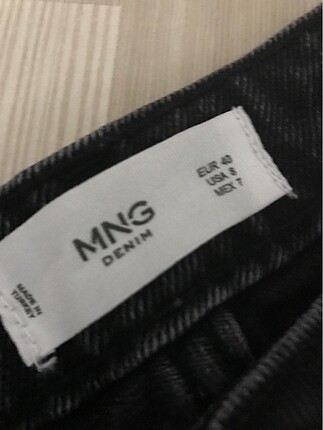 MNG
DENIM
EUR 40
USA 8
MEX 7
MADE IN
TURKEY